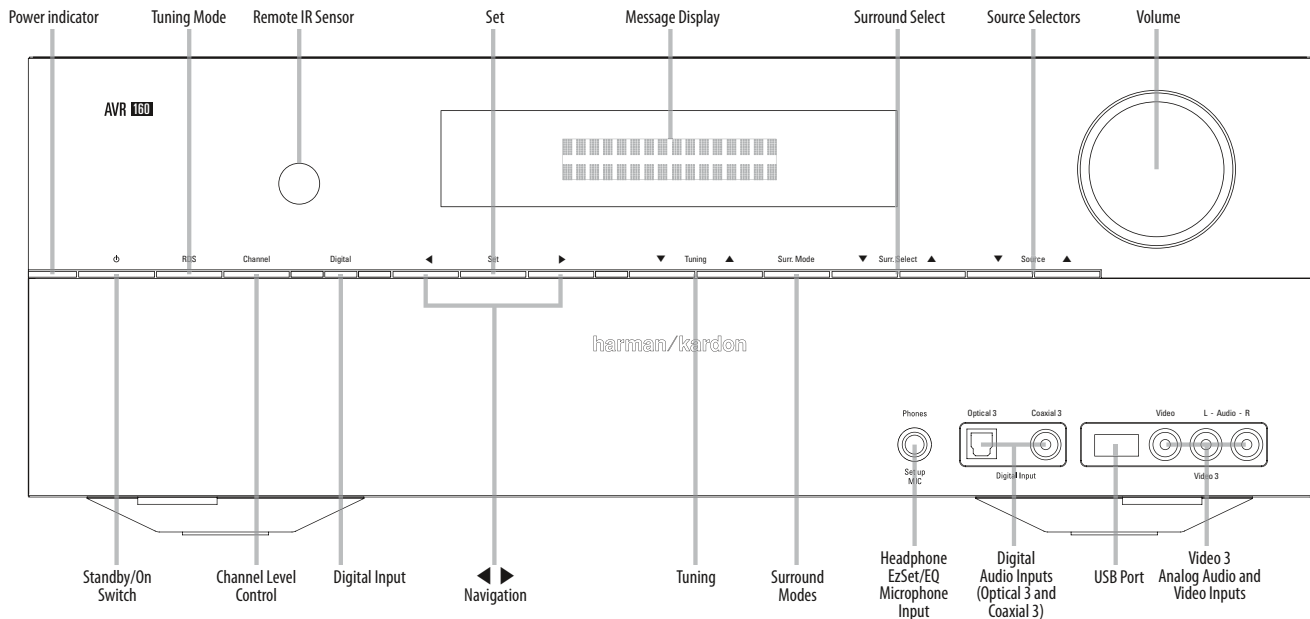 Power indicator
Tuning Mode
Remote IR Sensor
Set
Message Display
Surround Select
Source Selectors
Volume
AVR 160
RDS
Channel
Digital
Set
Tuning
Surr. Mode
Surr. Select
Source
harman/kardon
Phones
Optical 3
Coaxial 3
Video
L - Audio - R
Set up
MIC
Digital Input
Video 3
Standby/On
Switch
Channel Level
Control
Digital Input
Navigation
Tuning
Surround
Modes
Headphone
EzSet/EQ
Microphone
Input
Digital
Audio Inputs
(Optical 3 and
Coaxial 3)
USB Port
Video 3
Analog Audio and
Video Inputs